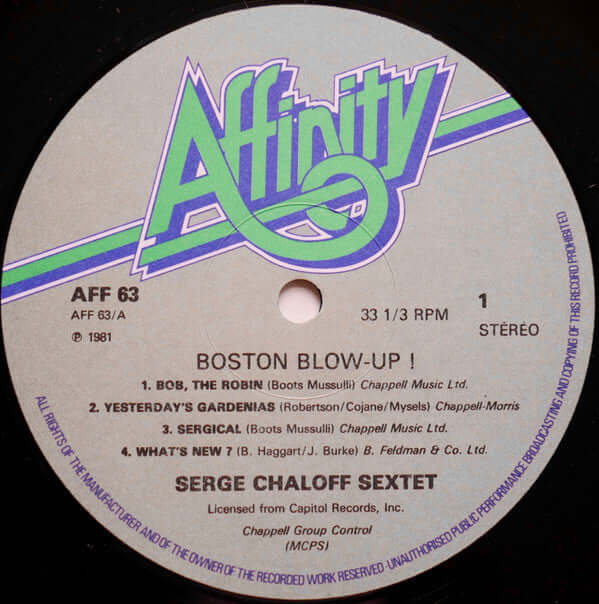 Affinity
AFF 63
AFF 63/A
℗ 1981
33 1/3 RPM
1
STÉRÉO
BOSTON BLOW-UP !
1. BOB, THE ROBIN (Boots Mussulli) Chappell Music Ltd.
2. YESTERDAY'S GARDENIAS (Robertson/Cojane/Mysels) Chappell-Morris
3. SERGICAL (Boots Mussulli) Chappell Music Ltd.
4. WHAT'S NEW ? (B. Haggart/J. Burke) B. Feldman & Co. Ltd.
SERGE CHALOFF SEXTET
Licensed from Capitol Records, Inc.
Chappell Group Control
(MCPS)
ALL RIGHTS OF THE MANUFACTURER AND OF THE OWNER OF THE RECORDED WORK RESERVED - UNAUTHORISED PUBLIC PERFORMANCE BROADCASTING AND COPYING OF THIS RECORD PROHIBITED